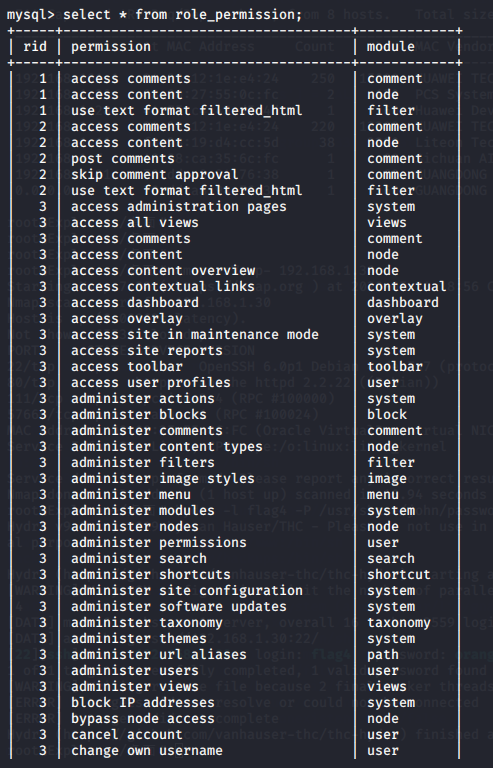 mysql> select * from role_permission;
+-----+-----------------------------------+------------+
| rid | permission | module |
+-----+-----------------------------------+------------+
| 1 | access comments | comment |
| 1 | access content | node |
| 1 | use text format filtered_html | filter |
| 2 | access comments | comment |
| 2 | access content | node |
| 2 | post comments | comment |
| 2 | skip comment approval | comment |
| 2 | use text format filtered_html | filter |
| 3 | access administration pages | system |
| 3 | access all views | views |
| 3 | access comments | comment |
| 3 | access content | node |
| 3 | access content overview | node |
| 3 | access contextual links | contextual |
| 3 | access dashboard | dashboard |
| 3 | access overlay | overlay |
| 3 | access site in maintenance mode | system |
| 3 | access site reports | system |
| 3 | access toolbar | toolbar |
| 3 | access user profiles | user |
| 3 | administer actions | system |
| 3 | administer blocks | block |
| 3 | administer comments | comment |
| 3 | administer content types | node |
| 3 | administer filters | filter |
| 3 | administer image styles | image |
| 3 | administer menu | menu |
| 3 | administer modules | system |
| 3 | administer nodes | node |
| 3 | administer permissions | user |
| 3 | administer search | search |
| 3 | administer shortcuts | shortcut |
| 3 | administer site configuration | system |
| 3 | administer software updates | system |
| 3 | administer taxonomy | taxonomy |
| 3 | administer themes | system |
| 3 | administer url aliases | path |
| 3 | administer users | user |
| 3 | administer views | views |
| 3 | block IP addresses | system |
| 3 | bypass node access | node |
| 3 | cancel account | user |
| 3 | change own username | user |